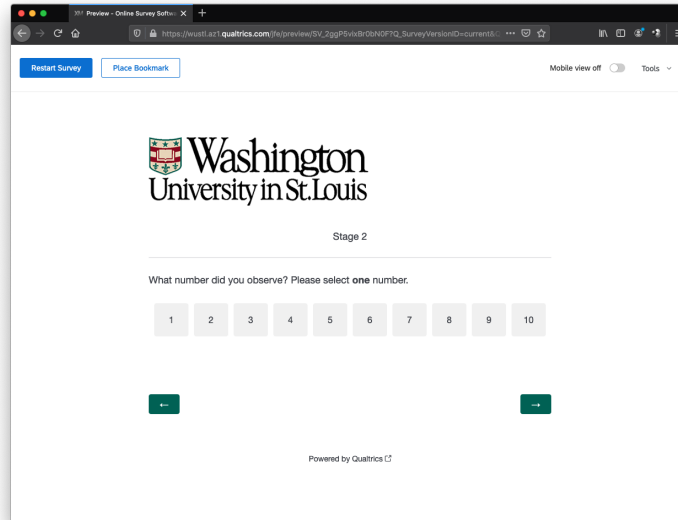 Preview - Online Survey Softwa
https://wustl.az1.qualtrics.com/jfe/preview/SV_2ggP5vixBr0bN0F?Q_SurveyVersionID=current&Q
Restart Survey
Place Bookmark
Mobile view off
Tools
Washington
University in St. Louis
Stage 2
What number did you observe? Please select one number.
1 2 3 4 5 6 7 8 9 10
Powered by Qualtrics